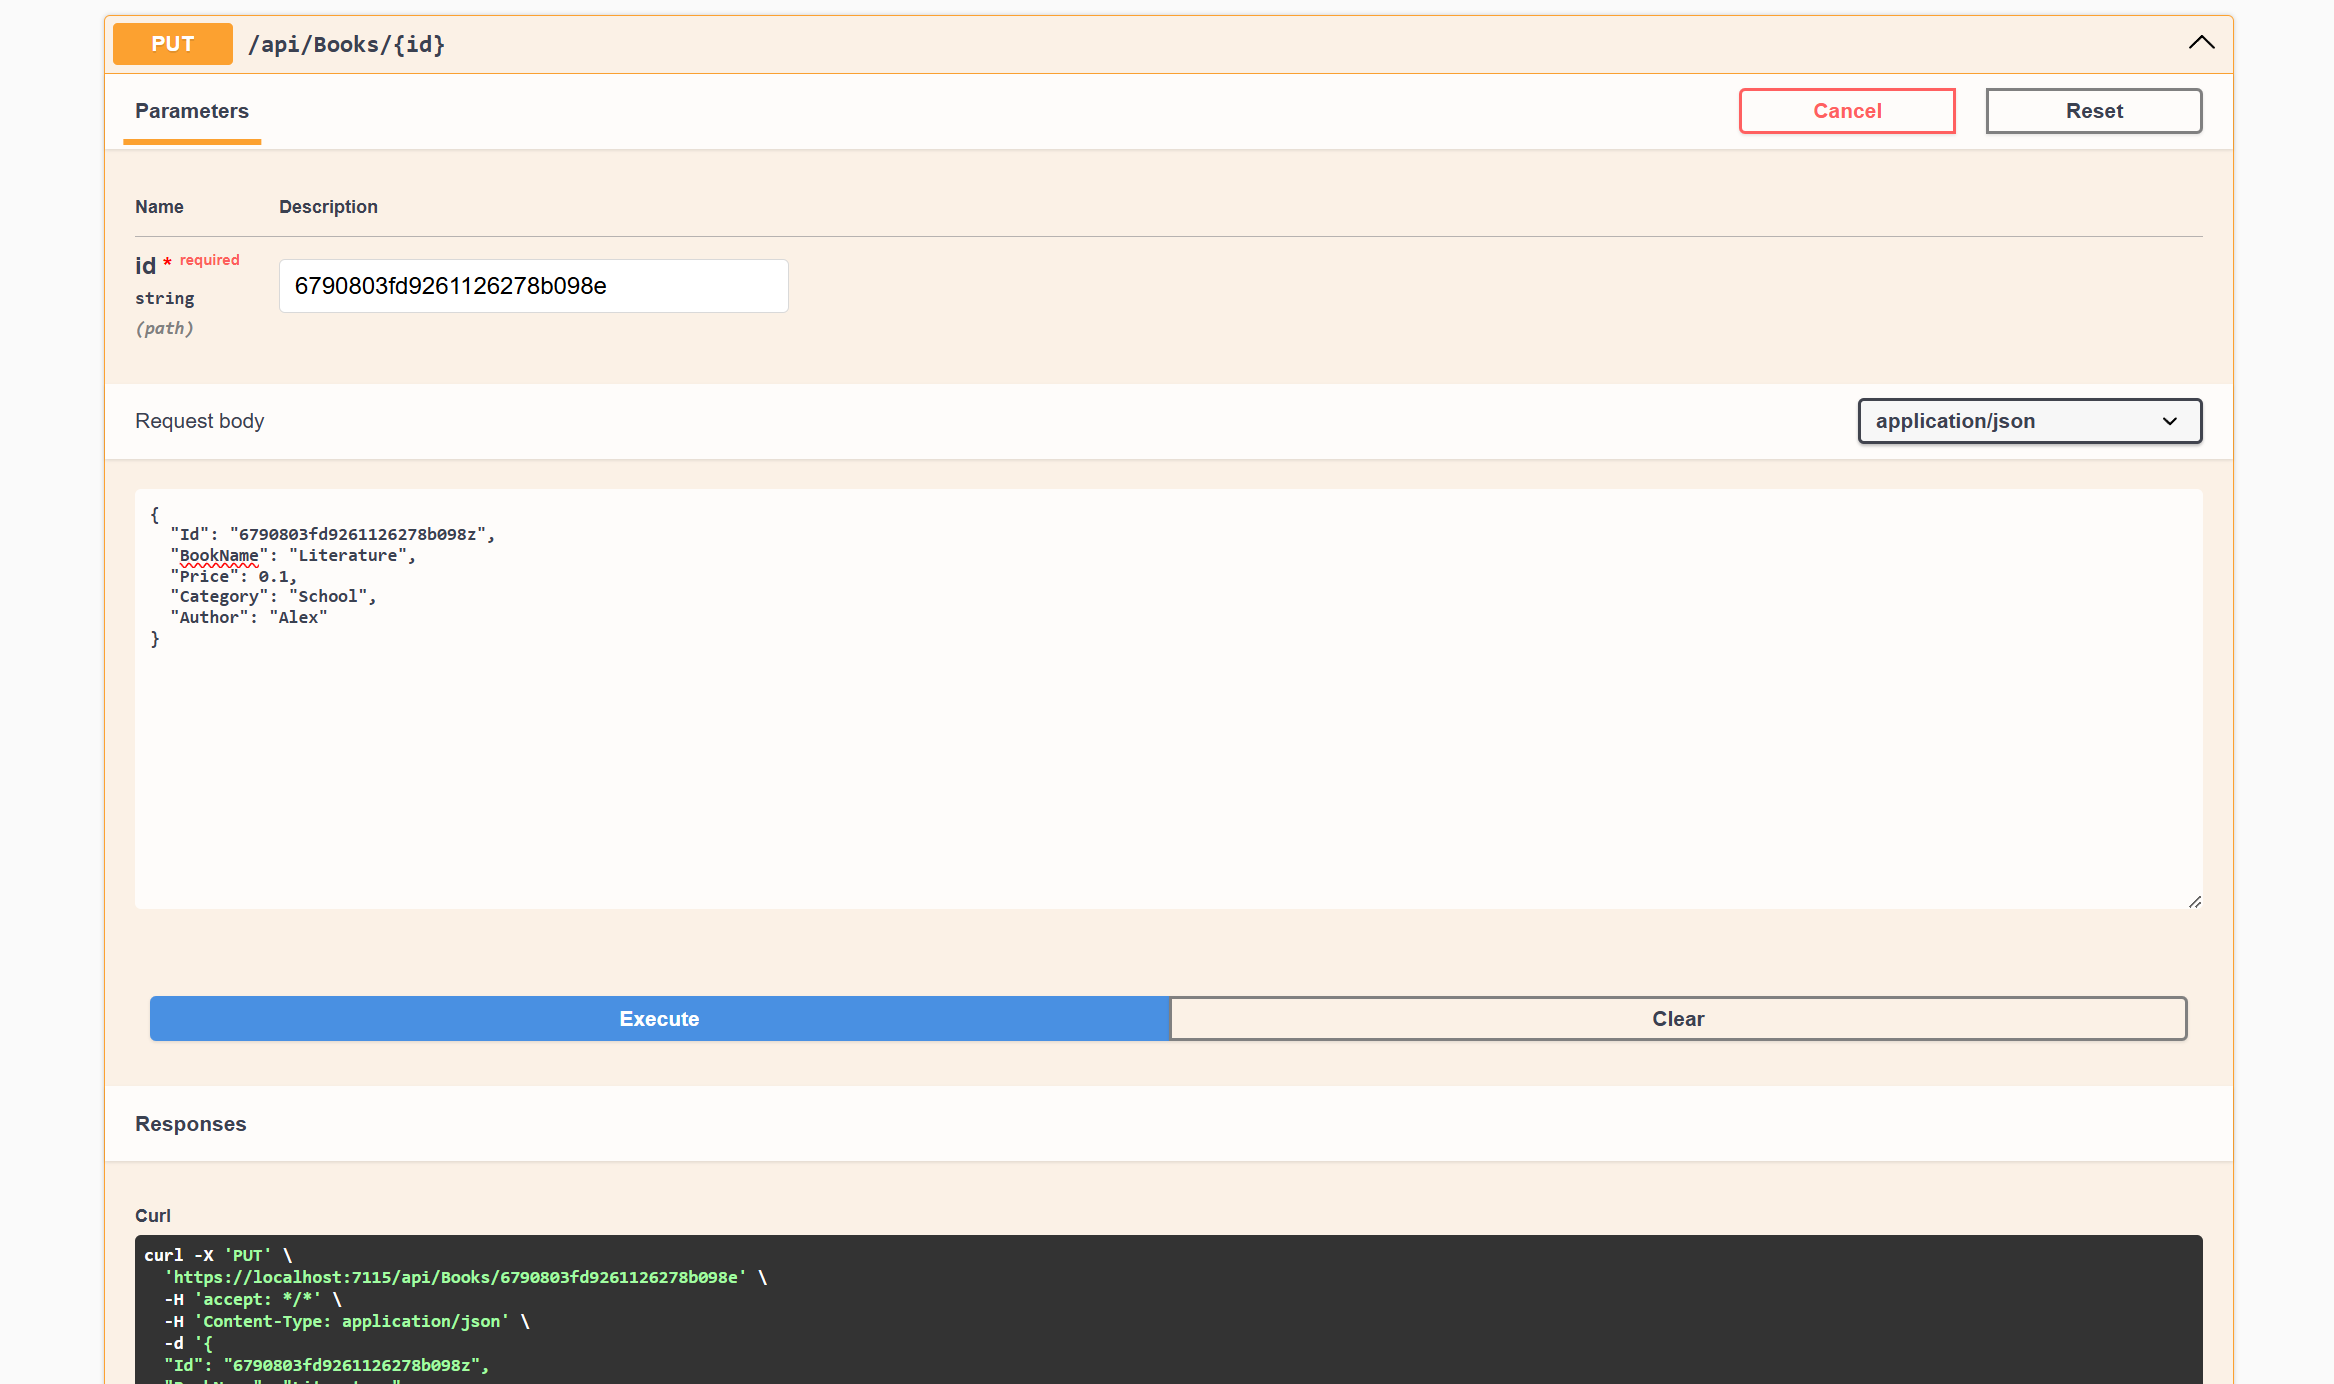 PUT /api/Books/{id}
Parameters
Cancel
Reset
Name Description
id * required
string
(path)
6790803fd9261126278b098e
Request body
application/json
{
  "Id": "6790803fd9261126278b098z",
  "BookName": "Literature",
  "Price": 0.1,
  "Category": "School",
  "Author": "Alex"
}
Execute
Clear
Responses
Curl
curl -X 'PUT' \
  'https://localhost:7115/api/Books/6790803fd9261126278b098e' \
  -H 'accept: */*' \
  -H 'Content-Type: application/json' \
  -d '{
  "Id": "6790803fd9261126278b098z",